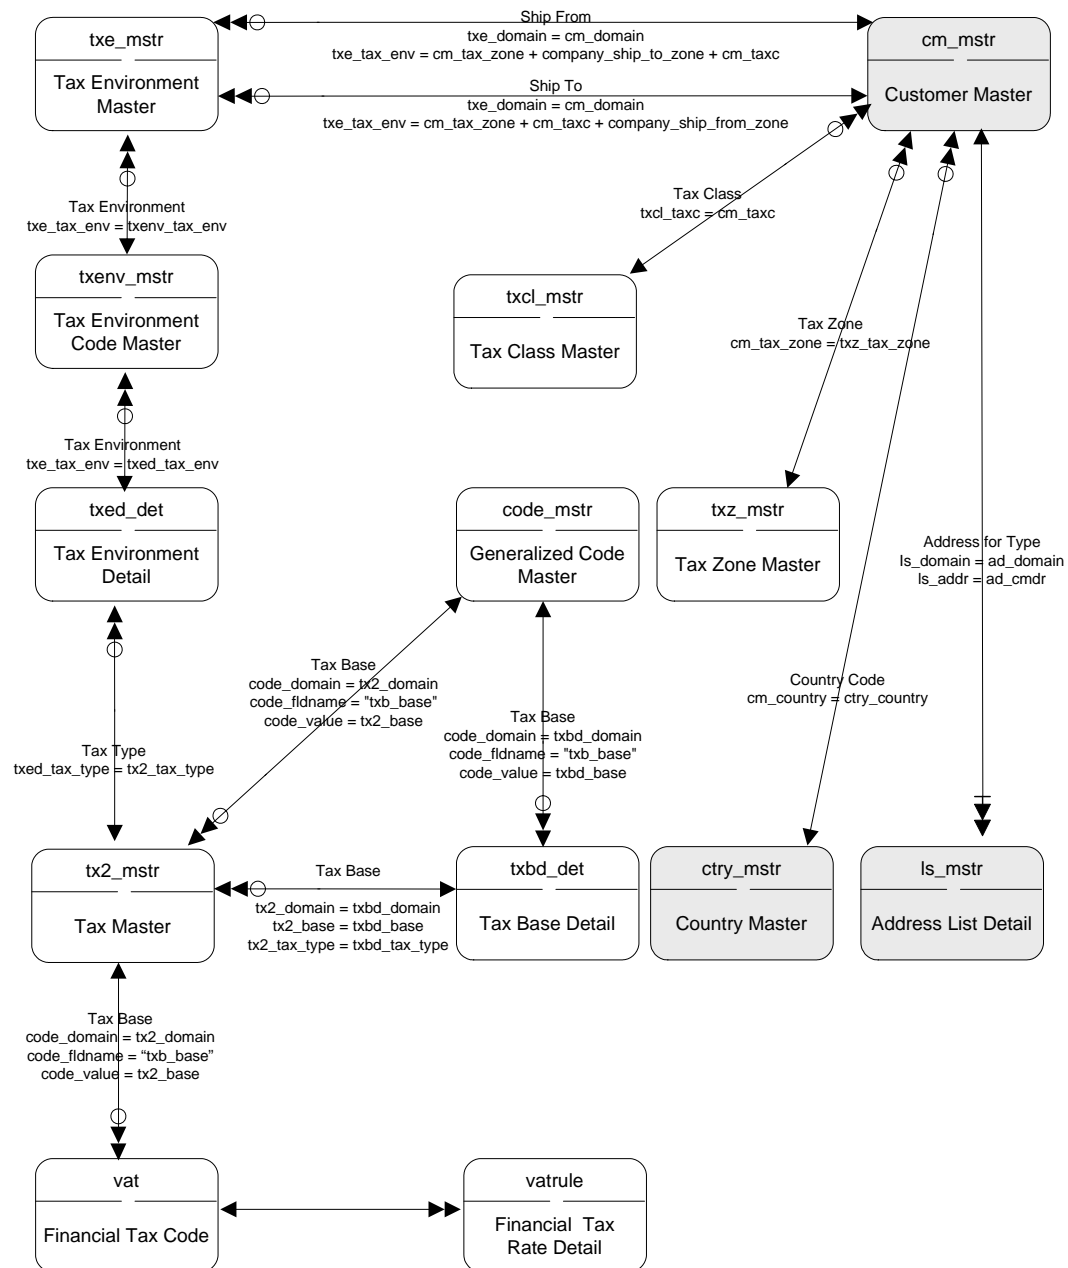 Ship From
txe_domain = cm_domain
txe_tax_env = cm_tax_zone + company_ship_to_zone + cm_taxc
txe_mstr
Tax Environment
Master
cm_mstr
Customer Master
Ship To
txe_domain = cm_domain
txe_tax_env = cm_tax_zone + cm_taxc + company_ship_from_zone
Tax Environment
txe_tax_env = txenv_tax_env
Tax Class
txcl_taxc = cm_taxc
txenv_mstr
Tax Environment
Code Master
txcl_mstr
Tax Class Master
Tax Zone
cm_tax_zone = txz_tax_zone
Tax Environment
txe_tax_env = txed_tax_env
txed_det
Tax Environment
Detail
code_mstr
Generalized Code
Master
txz_mstr
Tax Zone Master
Address for Type
ls_domain = ad_domain
ls_addr = ad_cmdr
Tax Base
code_domain = tx2_domain
code_fldname = "txb_base"
code_value = tx2_base
Country Code
cm_country = ctry_country
Tax Base
code_domain = txbd_domain
code_fldname = "txb_base"
code_value = txbd_base
Tax Type
txed_tax_type = tx2_tax_type
tx2_mstr
Tax Master
Tax Base
tx2_domain = txbd_domain
tx2_base = txbd_base
tx2_tax_type = txbd_tax_type
txbd_det
Tax Base Detail
ctry_mstr
Country Master
ls_mstr
Address List Detail
Tax Base
code_domain = tx2_domain
code_fldname = “txb_base”
code_value = tx2_base
vat
Financial Tax Code
vatrule
Financial Tax
Rate Detail